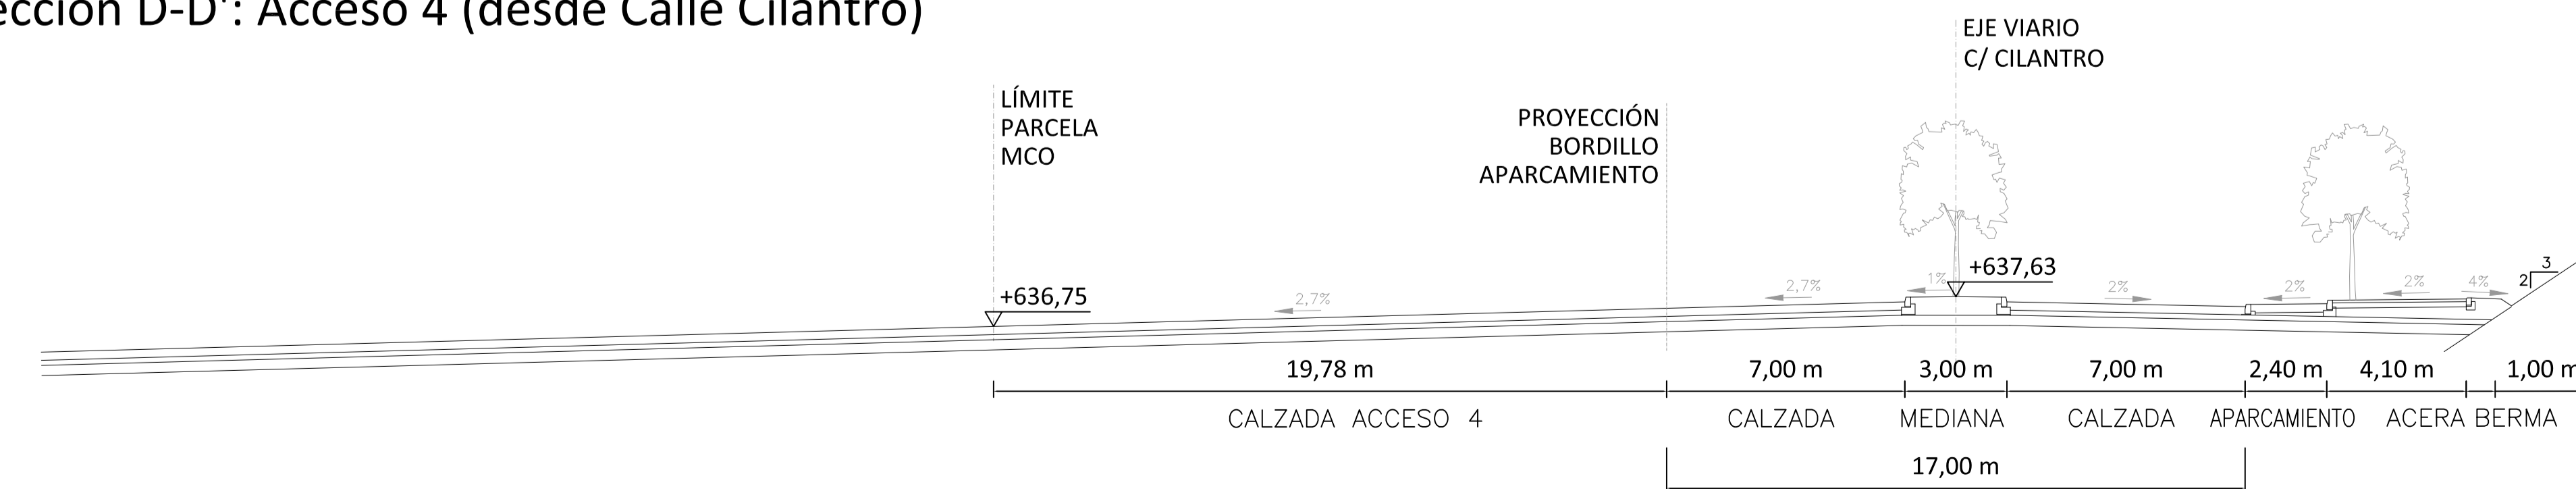 ección D-D': Acceso 4 (desde Calle Cilantro)
EJE VIARIO
C/ CILANTRO
LÍMITE
PARCELA
MCO
PROYECCIÓN
BORDILLO
APARCAMIENTO
+636,75
2,7%
2,7%
1%
+637,63
2%
2%
2%
4%
2
3
19,78 m
7,00 m
3,00 m
7,00 m
2,40 m
4,10 m
1,00 m
CALZADA ACCESO 4
CALZADA
MEDIANA
CALZADA
APARCAMIENTO
ACERA
BERMA
17,00 m